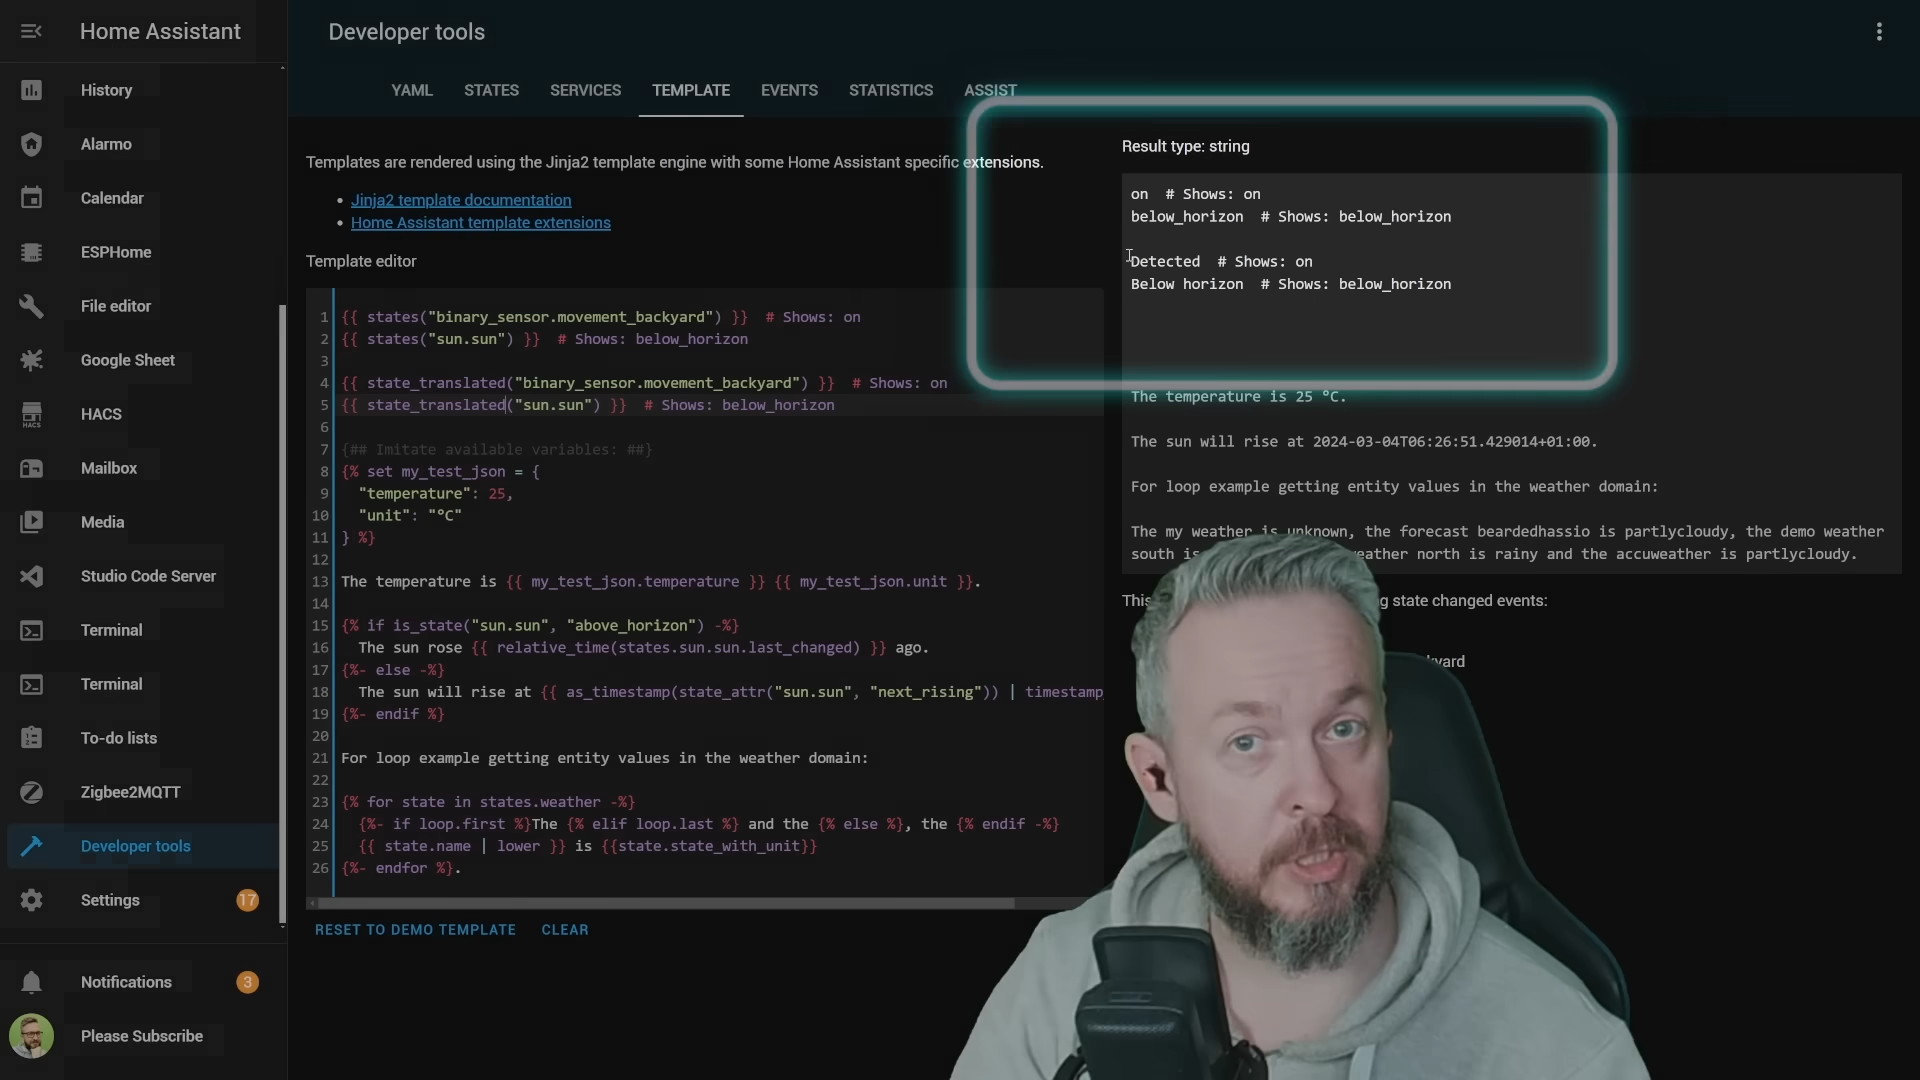 Home Assistant
History
Alarmo
Calendar
ESPHome
File editor
Google Sheet
HACS
HACS
Mailbox
Media
Studio Code Server
Terminal
Terminal
To-do lists
Zigbee2MQTT
Developer tools
Settings
17
Notifications
3
Please Subscribe
Developer tools
YAML STATES SERVICES TEMPLATE EVENTS STATISTICS ASSIST
Templates are rendered using the Jinja2 template engine with some Home Assistant specific extensions.
• Jinja2 template documentation
• Home Assistant template extensions
Template editor
1 {{ states("binary_sensor.movement_backyard") }}  # Shows: on
2 {{ states("sun.sun") }}  # Shows: below_horizon
3
4 {{ state_translated("binary_sensor.movement_backyard") }}  # Shows: on
5 {{ state_translated("sun.sun") }}  # Shows: below_horizon
6
7 {## Imitate available variables: ##}
8 {% set my_test_json = {
9   "temperature": 25,
10   "unit": "°C"
11 } %}
12
13 The temperature is {{ my_test_json.temperature }} {{ my_test_json.unit }}.
14
15 {% if is_state("sun.sun", "above_horizon") -%}
16   The sun rose {{ relative_time(states.sun.sun.last_changed) }} ago.
17 {%- else -%}
18   The sun will rise at {{ as_timestamp(state_attr("sun.sun", "next_rising")) | timestamp_
19 {%- endif %}
20
21 For loop example getting entity values in the weather domain:
22
23 {% for state in states.weather -%}
24   {%- if loop.first %}The {% elif loop.last %} and the {% else %}, the {% endif -%}
25   {{ state.name | lower }} is {{state.state_with_unit}}
26 {%- endfor %}.
RESET TO DEMO TEMPLATE CLEAR
Result type: string
on  # Shows: on
below_horizon  # Shows: below_horizon
Detected  # Shows: on
Below horizon  # Shows: below_horizon
The temperature is 25 °C.
The sun will rise at 2024-03-04T06:26:51.429014+01:00.
For loop example getting entity values in the weather domain:
The my weather is unknown, the forecast beardedhassio is partlycloudy, the demo weather
south is eather north is rainy and the accuweather is partlycloudy.
This g state changed events:
kyard